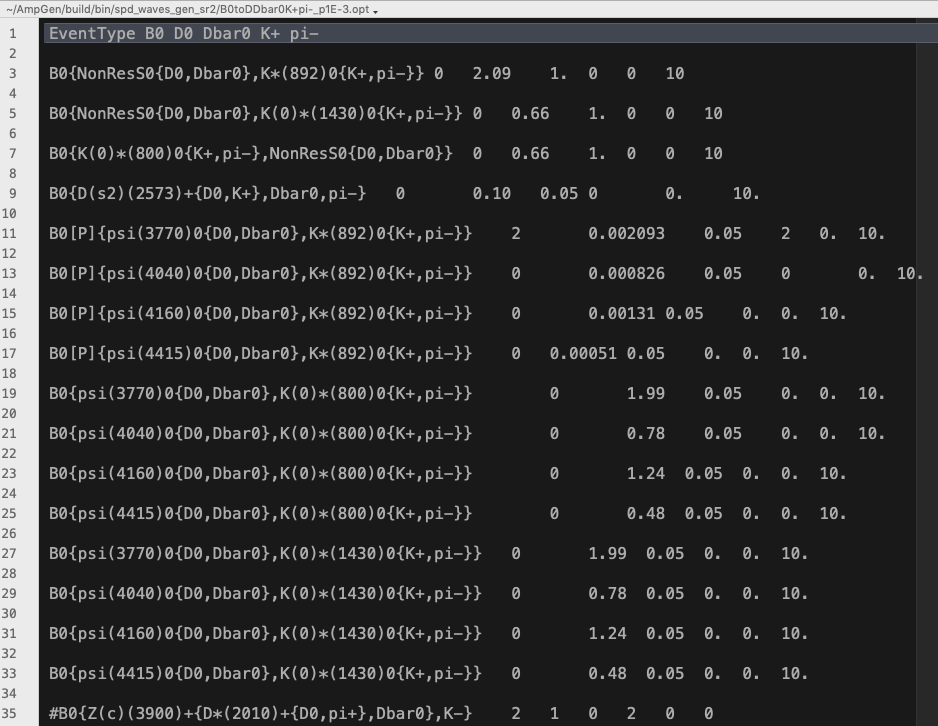 ~/AmpGen/build/bin/spd_waves_gen_sr2/B0toDDbar0K+pi-_p1E-3.opt
1 EventType B0 D0 Dbar0 K+ pi-
2
3 B0{NonResS0{D0,Dbar0},K*(892)0{K+,pi-}} 0 2.09 1. 0 0 10
4
5 B0{NonResS0{D0,Dbar0},K(0)*(1430)0{K+,pi-}} 0 0.66 1. 0 0 10
6
7 B0{K(0)*(800)0{K+,pi-},NonResS0{D0,Dbar0}} 0 0.66 1. 0 0 10
8
9 B0{D(s2)(2573)+{D0,K+},Dbar0,pi-} 0 0.10 0.05 0 0. 10.
10
11 B0[P]{psi(3770)0{D0,Dbar0},K*(892)0{K+,pi-}} 2 0.002093 0.05 2 0. 10.
12
13 B0[P]{psi(4040)0{D0,Dbar0},K*(892)0{K+,pi-}} 0 0.000826 0.05 0 0. 10.
14
15 B0[P]{psi(4160)0{D0,Dbar0},K*(892)0{K+,pi-}} 0 0.00131 0.05 0. 0. 10.
16
17 B0[P]{psi(4415)0{D0,Dbar0},K*(892)0{K+,pi-}} 0 0.00051 0.05 0. 0. 10.
18
19 B0{psi(3770)0{D0,Dbar0},K(0)*(800)0{K+,pi-}} 0 1.99 0.05 0. 0. 10.
20
21 B0{psi(4040)0{D0,Dbar0},K(0)*(800)0{K+,pi-}} 0 0.78 0.05 0. 0. 10.
22
23 B0{psi(4160)0{D0,Dbar0},K(0)*(800)0{K+,pi-}} 0 1.24 0.05 0. 0. 10.
24
25 B0{psi(4415)0{D0,Dbar0},K(0)*(800)0{K+,pi-}} 0 0.48 0.05 0. 0. 10.
26
27 B0{psi(3770)0{D0,Dbar0},K(0)*(1430)0{K+,pi-}} 0 1.99 0.05 0. 0. 10.
28
29 B0{psi(4040)0{D0,Dbar0},K(0)*(1430)0{K+,pi-}} 0 0.78 0.05 0. 0. 10.
30
31 B0{psi(4160)0{D0,Dbar0},K(0)*(1430)0{K+,pi-}} 0 1.24 0.05 0. 0. 10.
32
33 B0{psi(4415)0{D0,Dbar0},K(0)*(1430)0{K+,pi-}} 0 0.48 0.05 0. 0. 10.
34
35 #B0{Z(c)(3900)+{D*(2010)+{D0,pi+},Dbar0},K-} 2 1 0 2 0 0